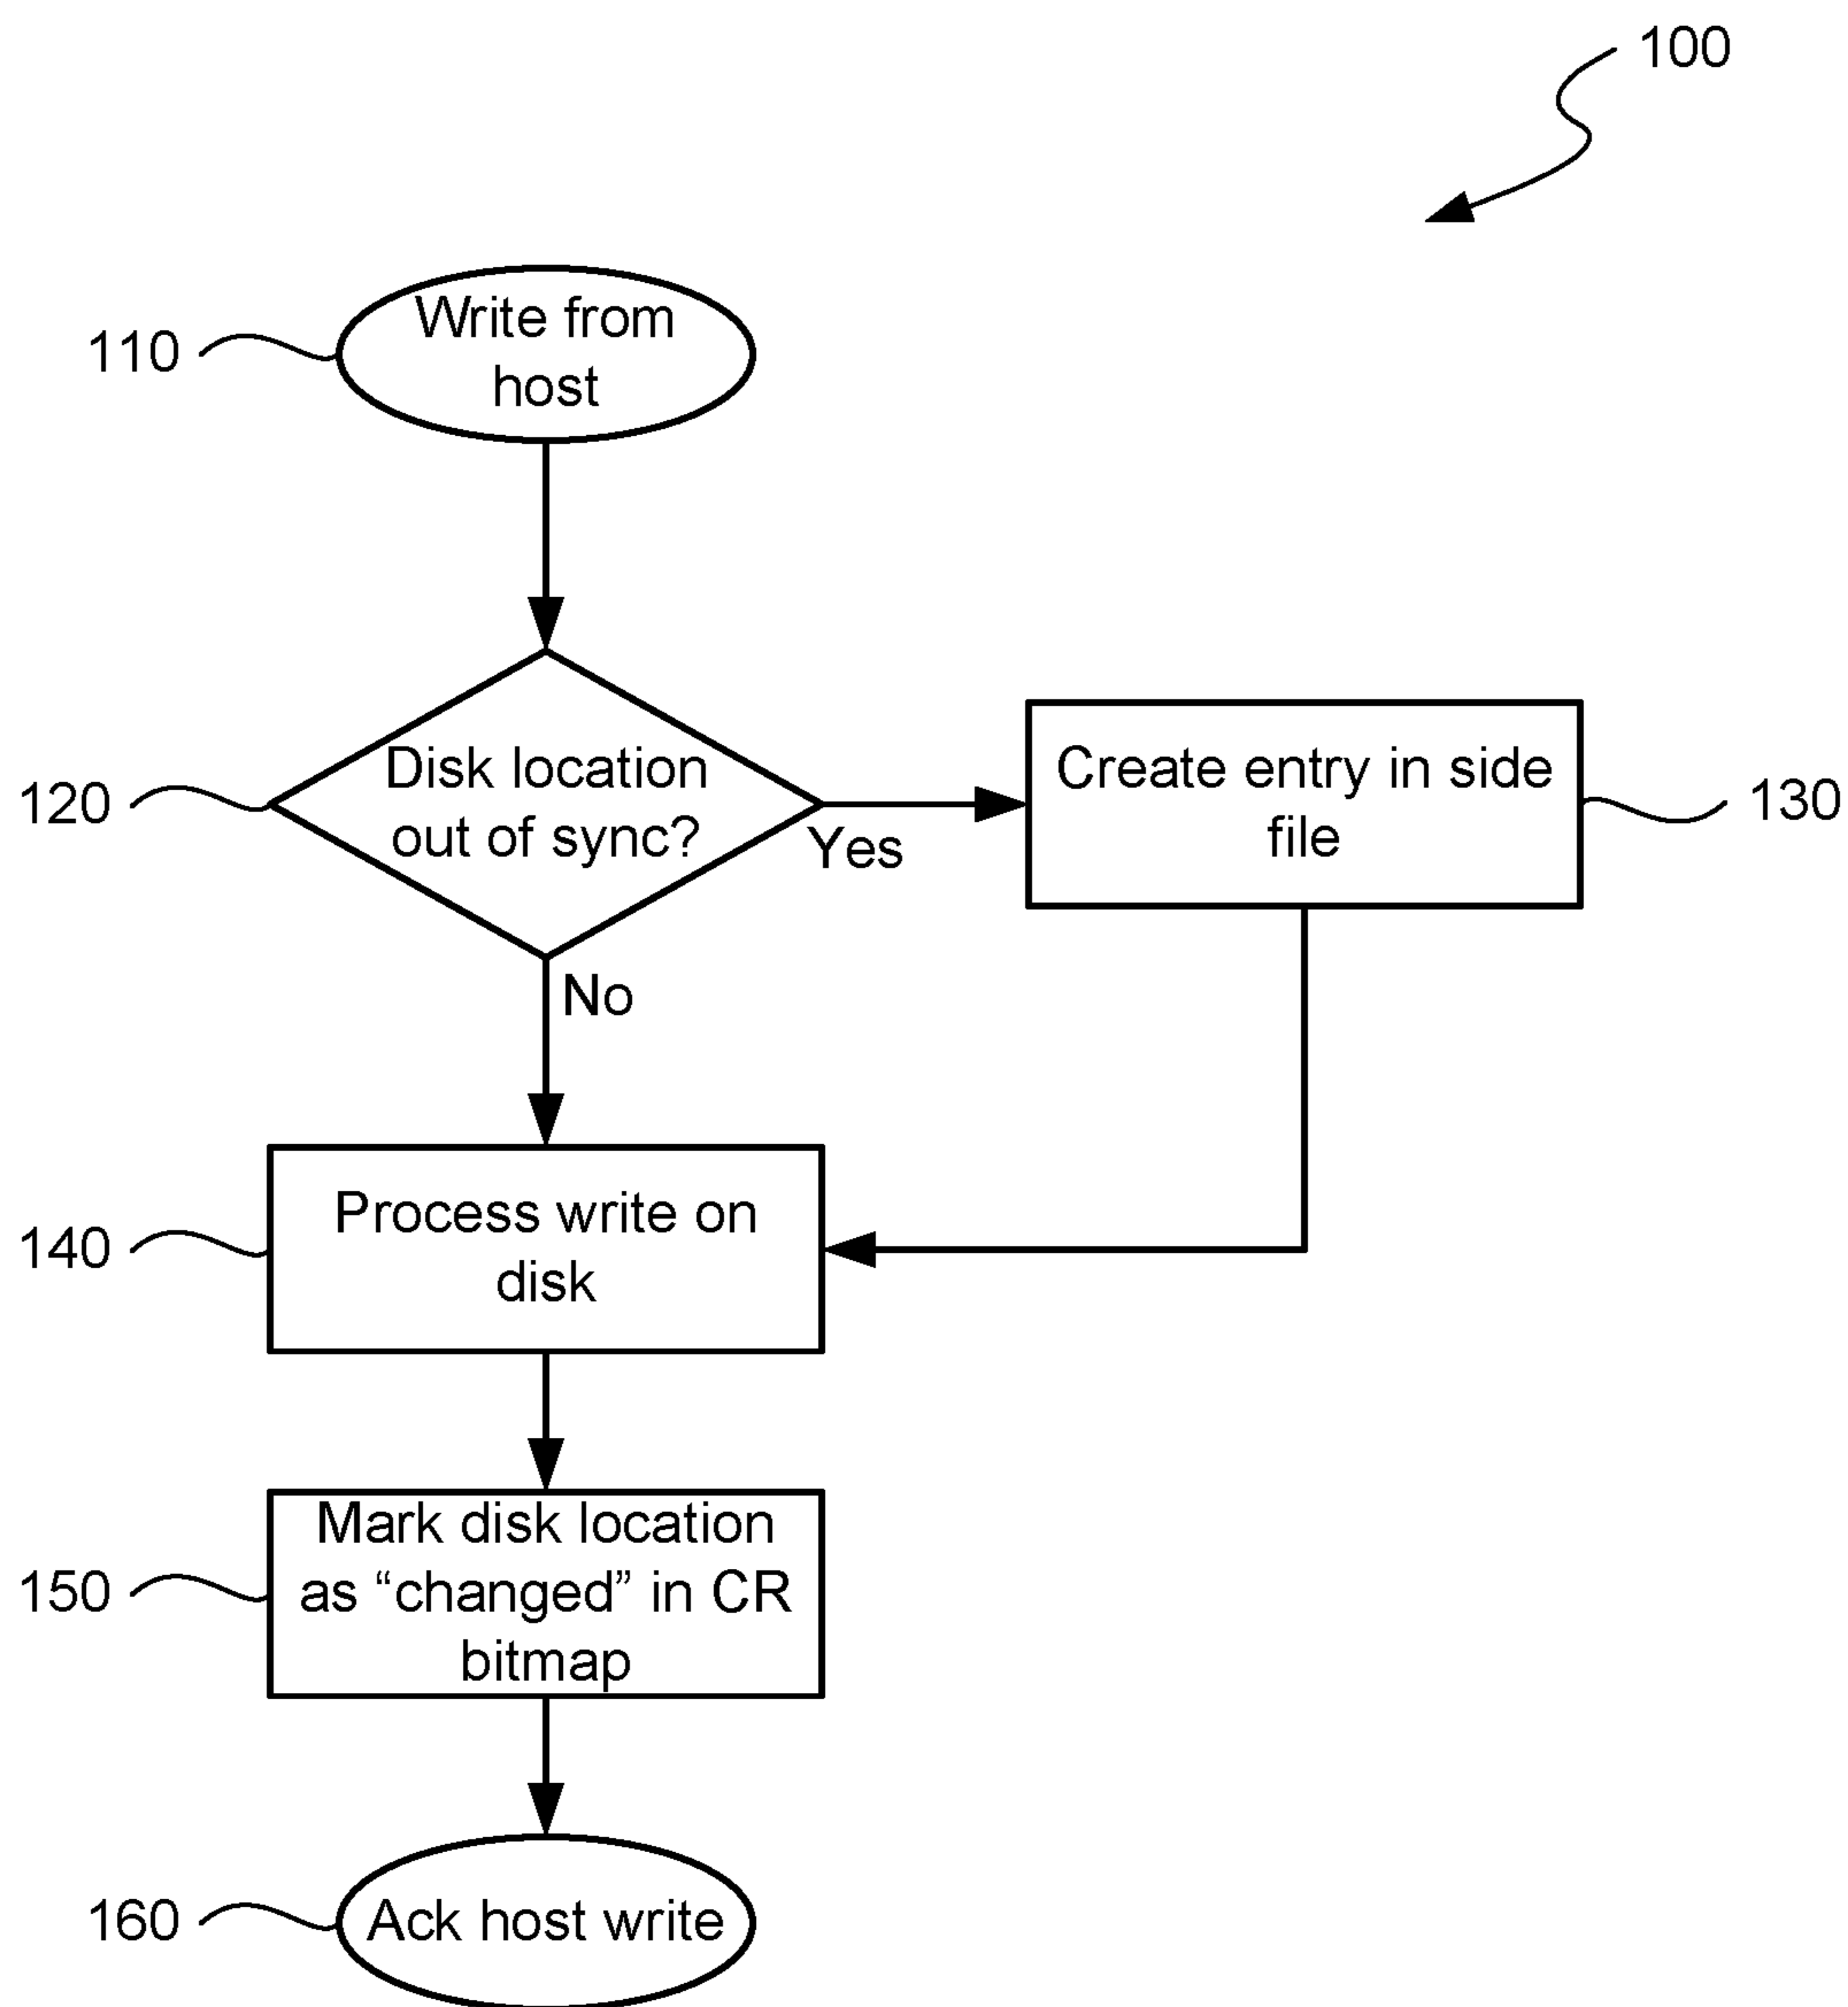 100
110
Write from
host
120
Disk location
out of sync?
Yes
Create entry in side
file
130
No
140
Process write on
disk
150
Mark disk location
as “changed” in CR
bitmap
160
Ack host write